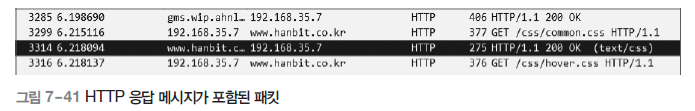 3285 6.198690 gms.wip.ahnl… 192.168.35.7 HTTP 406 HTTP/1.1 200 OK
3299 6.215116 192.168.35.7 www.hanbit.co.kr HTTP 377 GET /css/common.css HTTP/1.1
3314 6.218094 www.hanbit.c… 192.168.35.7 HTTP 275 HTTP/1.1 200 OK (text/css)
3316 6.218137 192.168.35.7 www.hanbit.co.kr HTTP 376 GET /css/hover.css HTTP/1.1
그림 7-41 HTTP 응답 메시지가 포함된 패킷